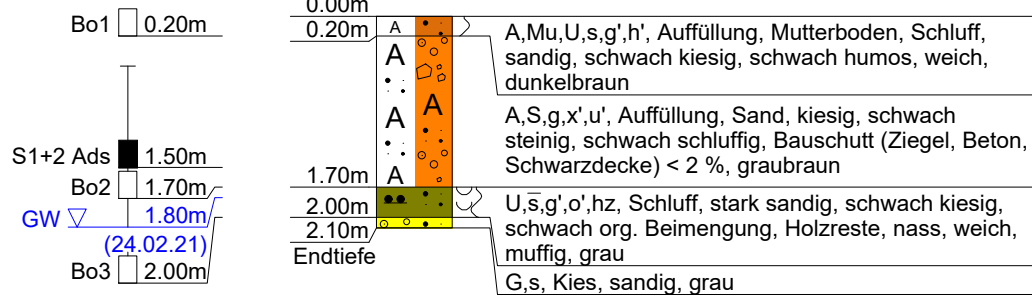 0.00m
Bo1 0.20m
0.20m
A
A,Mu,U,s,g',h', Auffüllung, Mutterboden, Schluff,
sandig, schwach kiesig, schwach humos, weich,
dunkelbraun
A
A
A
A
A,S,g,x',u', Auffüllung, Sand, kiesig, schwach
steinig, schwach schluffig, Bauschutt (Ziegel, Beton,
Schwarzdecke) < 2 %, graubraun
S1+2 Ads 1.50m
Bo2 1.70m
1.70m
GW 1.80m
(24.02.21)
2.00m
U,s̅,g',o',hz, Schluff, stark sandig, schwach kiesig,
schwach org. Beimengung, Holzreste, nass, weich,
muffig, grau
2.10m
Endtiefe
Bo3 2.00m
G,s, Kies, sandig, grau